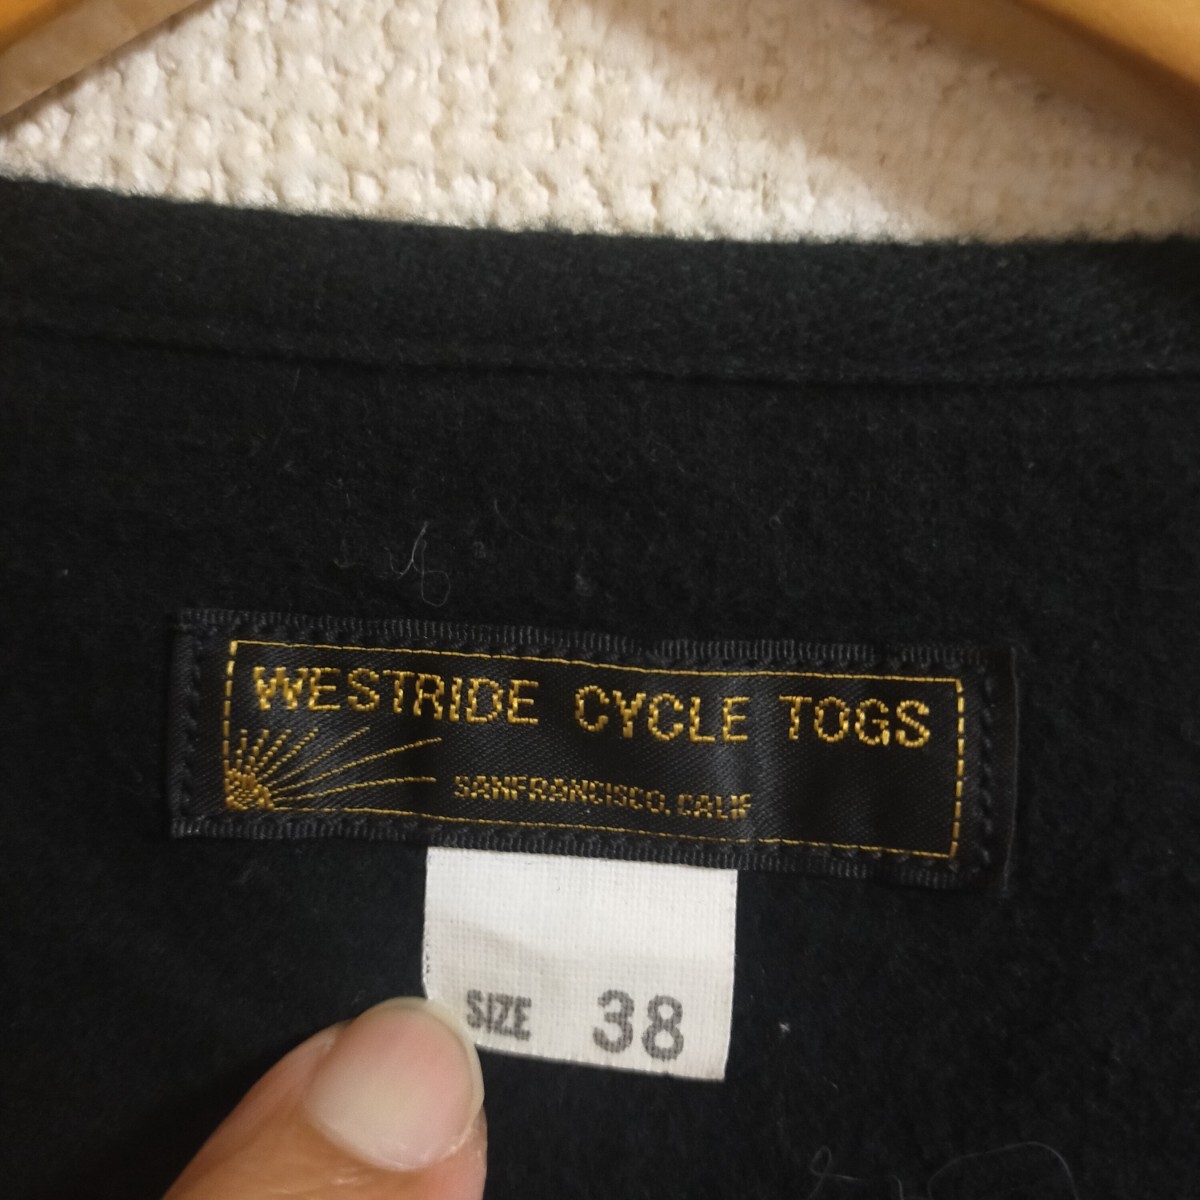 WESTRIDE CYCLE TOGS
SANFRANCISCO, CALIF
SIZE 38